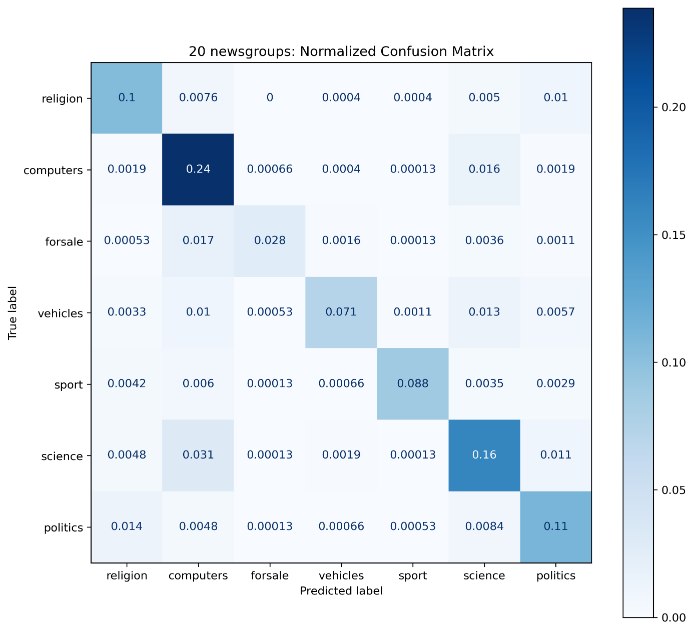 20 newsgroups: Normalized Confusion Matrix
religion 0.1 0.0076 0 0.0004 0.0004 0.005 0.01
computers 0.0019 0.24 0.00066 0.0004 0.00013 0.016 0.0019
forsale 0.00053 0.017 0.028 0.0016 0.00013 0.0036 0.0011
vehicles 0.0033 0.01 0.00053 0.071 0.0011 0.013 0.0057
sport 0.0042 0.006 0.00013 0.00066 0.088 0.0035 0.0029
science 0.0048 0.031 0.00013 0.0019 0.00013 0.16 0.011
politics 0.014 0.0048 0.00013 0.00066 0.00053 0.0084 0.11
religion computers forsale vehicles sport science politics
Predicted label
True label
0.20
0.15
0.10
0.05
0.00